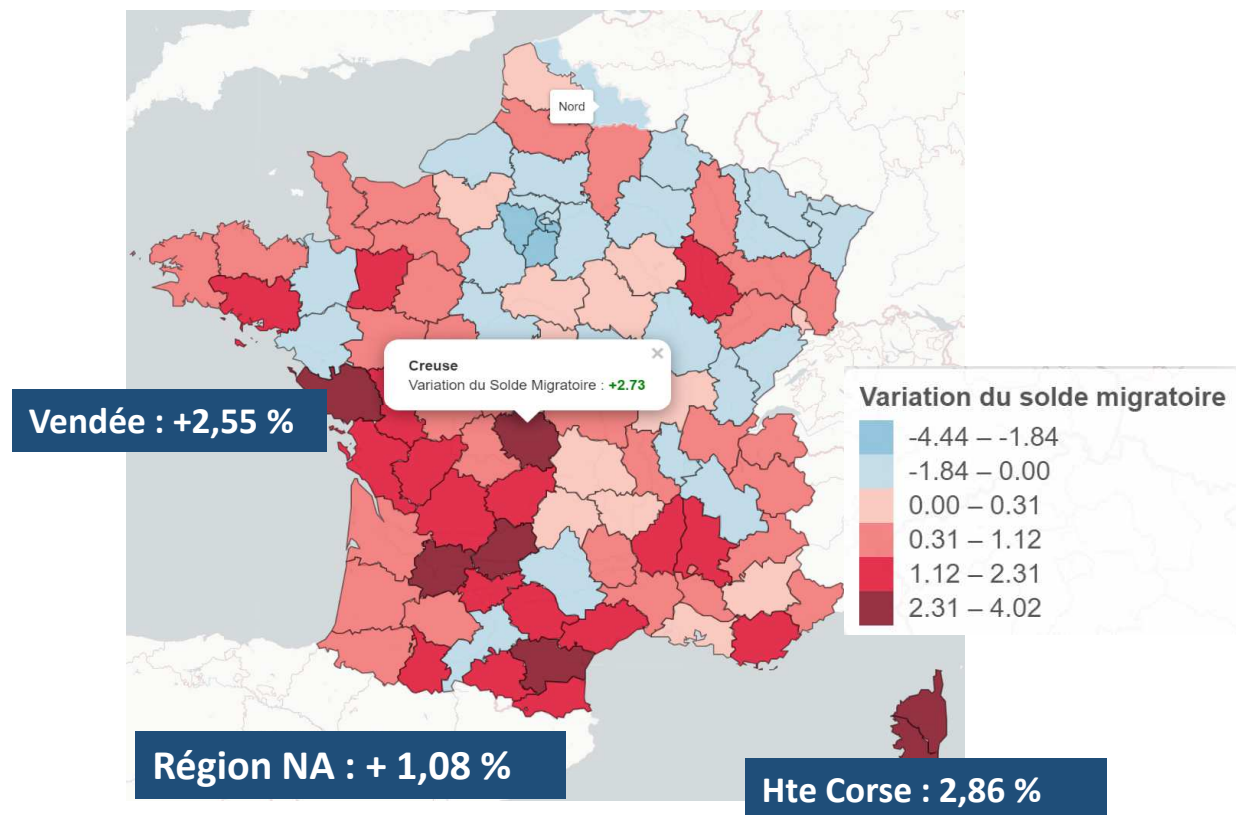 Nord
Creuse
Variation du Solde Migratoire : +2.73
×
Vendée : +2,55 %
Variation du solde migratoire
-4.44 – -1.84
-1.84 – 0.00
0.00 – 0.31
0.31 – 1.12
1.12 – 2.31
2.31 – 4.02
Région NA : + 1,08 %
Hte Corse : 2,86 %